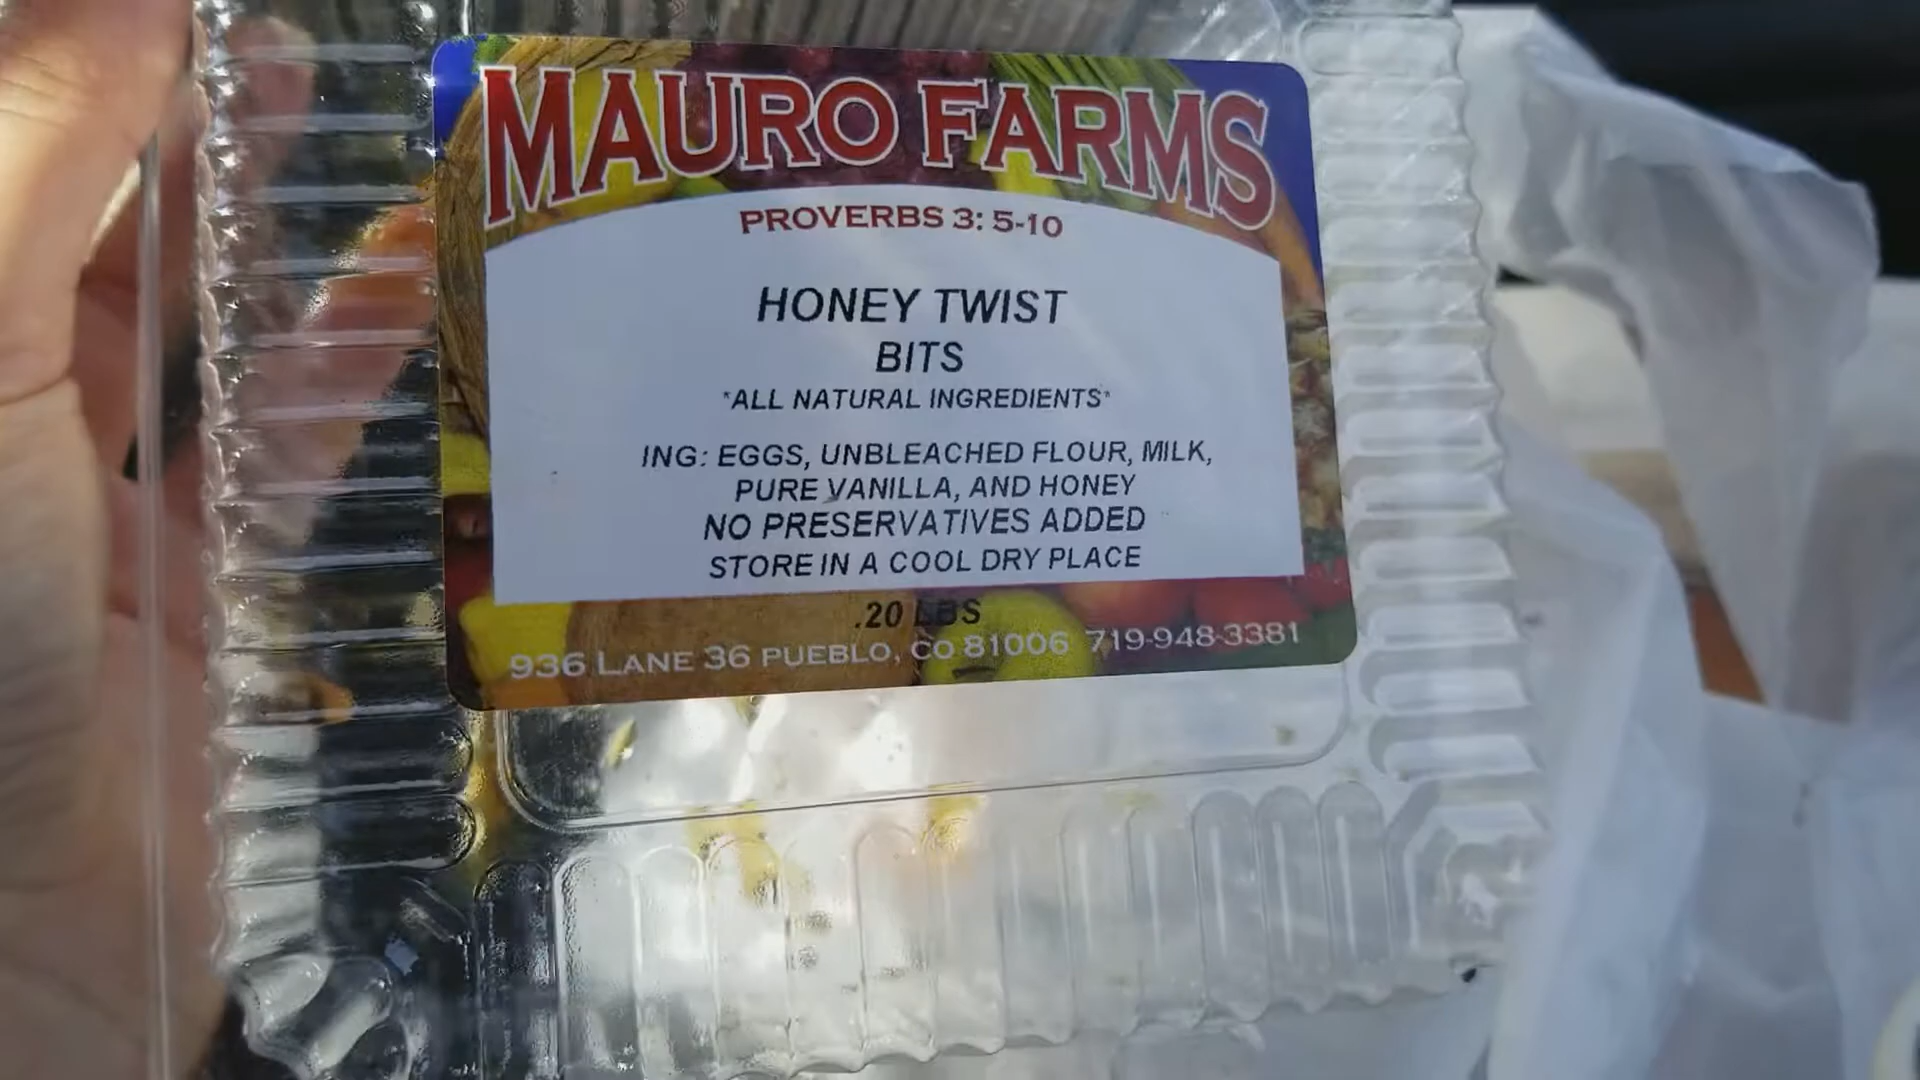 MAURO FARMS
PROVERBS 3: 5-10
HONEY TWIST
BITS
*ALL NATURAL INGREDIENTS*
ING: EGGS, UNBLEACHED FLOUR, MILK,
PURE VANILLA, AND HONEY
NO PRESERVATIVES ADDED
STORE IN A COOL DRY PLACE
.20 LBS
936 LANE 36 PUEBLO, CO 81006 719-948-3381